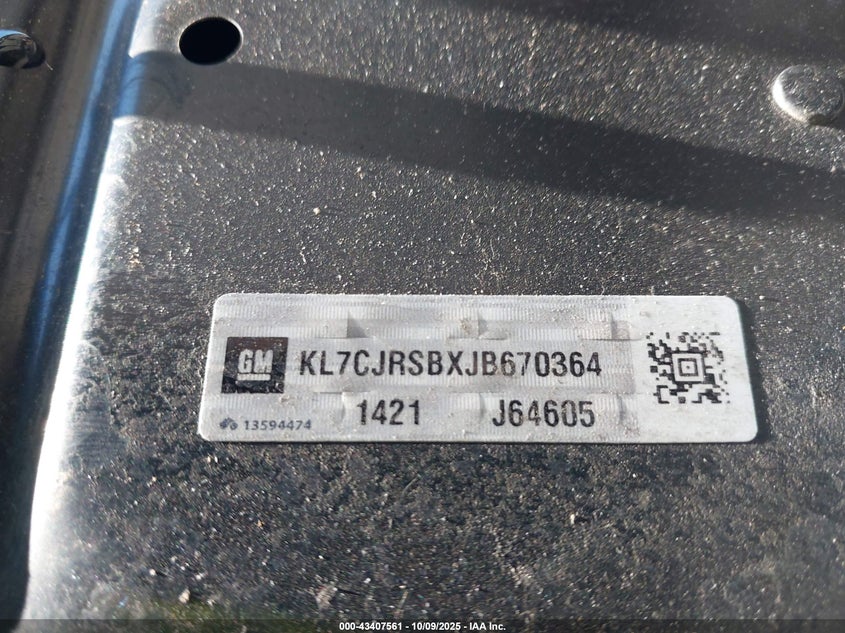 GM KL7CJRSBXJB670364
13594474 1421 J64605
000-43407561 - 10/09/2025 - IAA Inc.